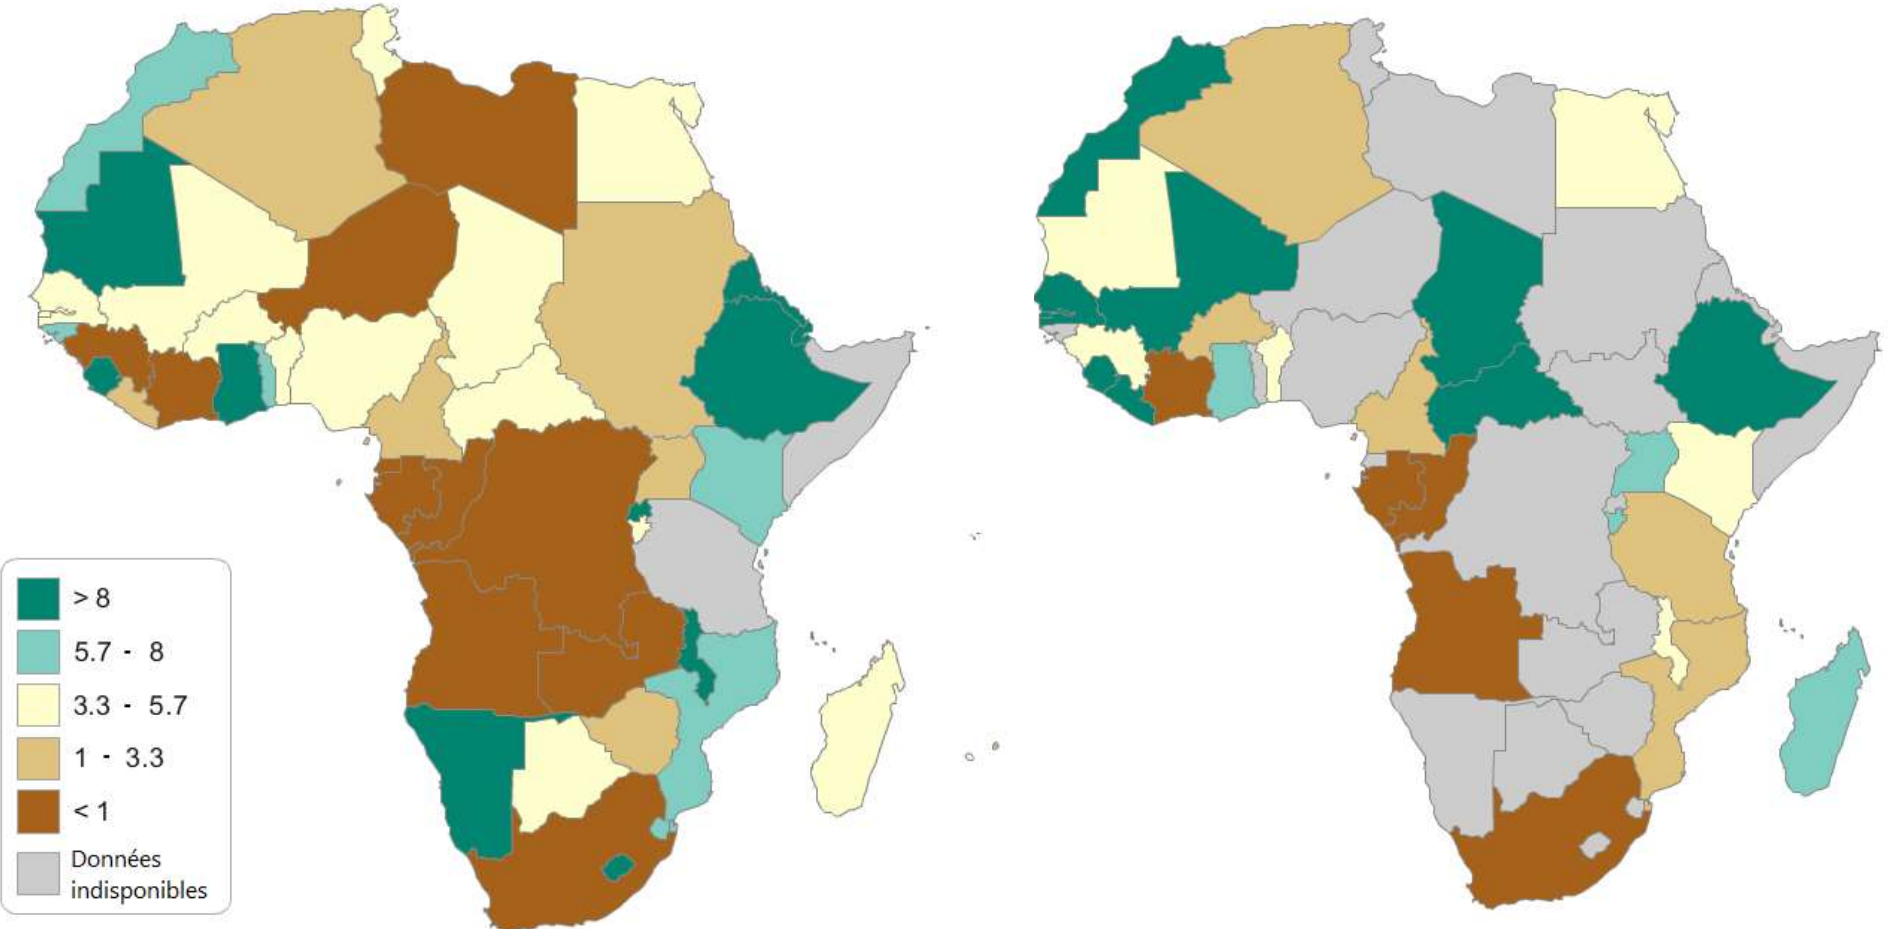 > 8
5.7 - 8
3.3 - 5.7
1 - 3.3
< 1
Données
indisponibles